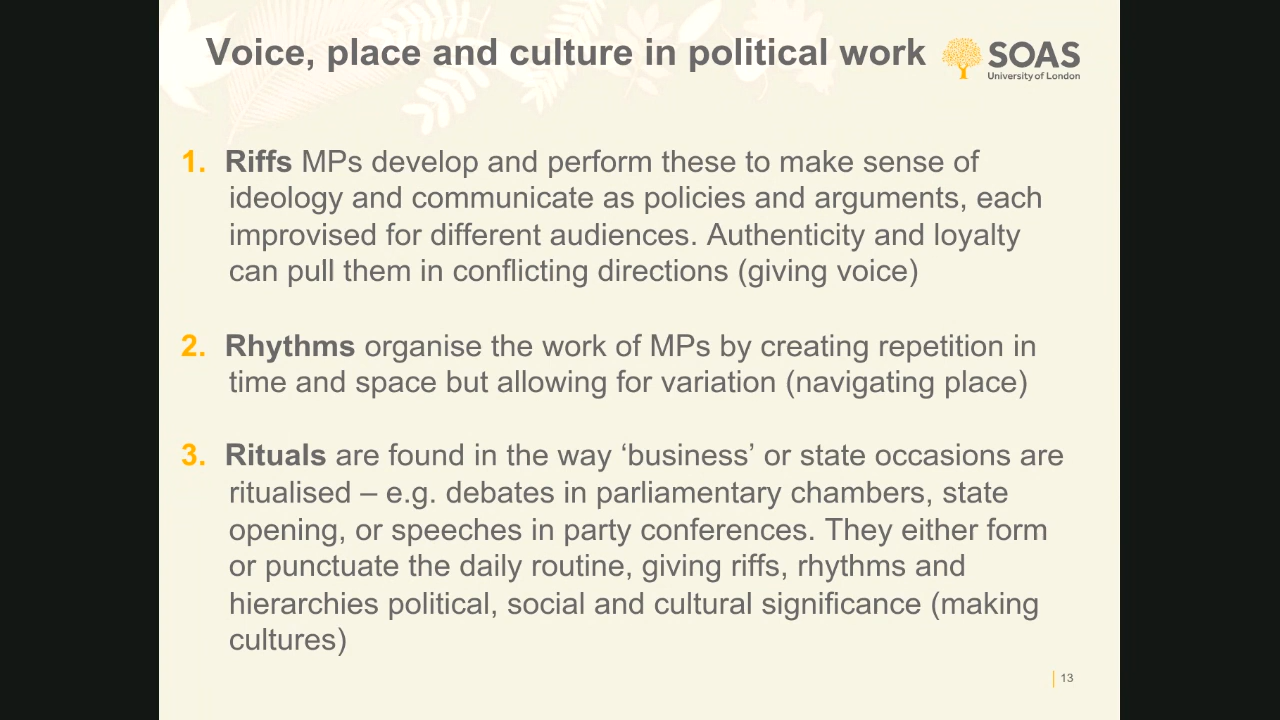 Voice, place and culture in political work
SOAS
University of London
1. Riffs MPs develop and perform these to make sense of
ideology and communicate as policies and arguments, each
improvised for different audiences. Authenticity and loyalty
can pull them in conflicting directions (giving voice)
2. Rhythms organise the work of MPs by creating repetition in
time and space but allowing for variation (navigating place)
3. Rituals are found in the way ‘business’ or state occasions are
ritualised – e.g. debates in parliamentary chambers, state
opening, or speeches in party conferences. They either form
or punctuate the daily routine, giving riffs, rhythms and
hierarchies political, social and cultural significance (making
cultures)
13